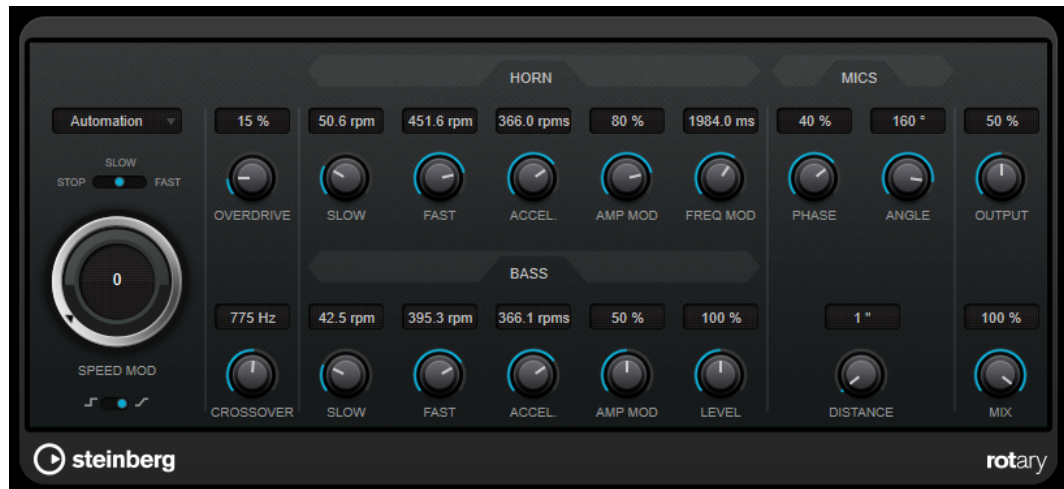 HORN MICS
Automation 15 % 50.6 rpm 451.6 rpm 366.0 rpms 80 % 1984.0 ms 40 % 160 ° 50 %
SLOW
STOP FAST
OVERDRIVE SLOW FAST ACCEL. AMP MOD FREQ MOD PHASE ANGLE OUTPUT
BASS
0
775 Hz 42.5 rpm 395.3 rpm 366.1 rpms 50 % 100 % 1 " 100 %
SPEED MOD
CROSSOVER SLOW FAST ACCEL. AMP MOD LEVEL DISTANCE MIX
steinberg rotary